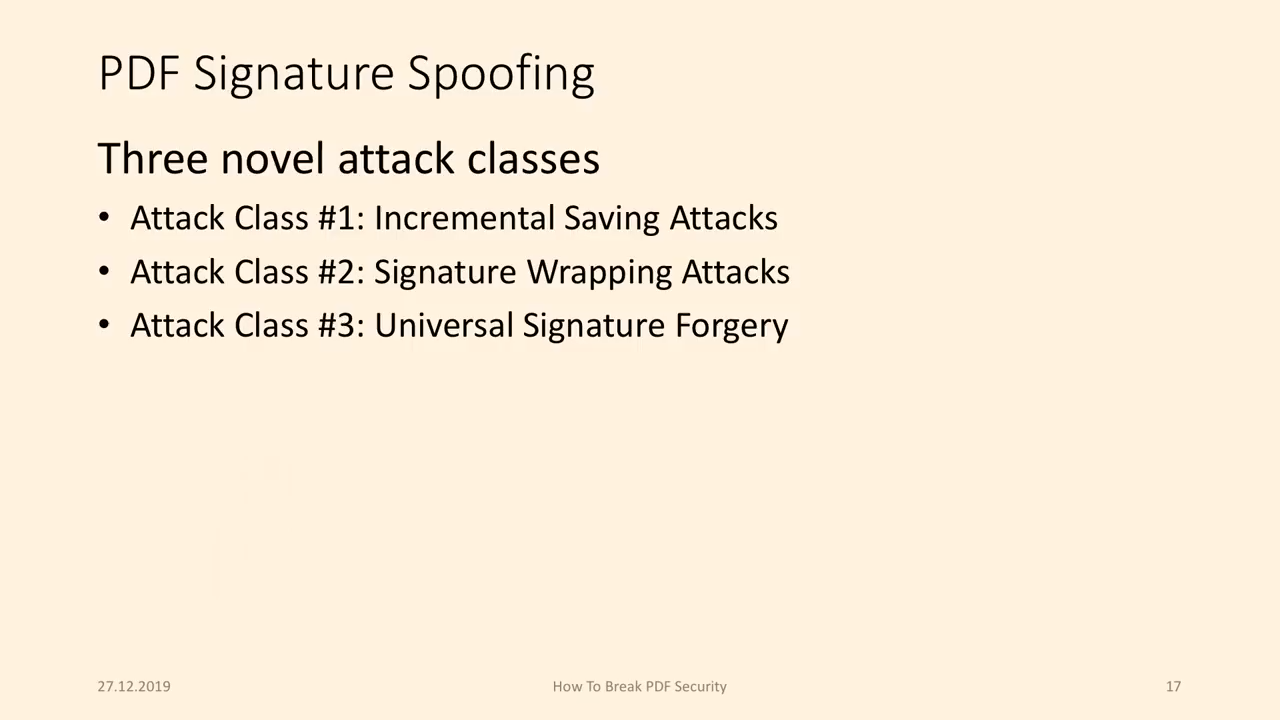 PDF Signature Spoofing
Three novel attack classes
• Attack Class #1: Incremental Saving Attacks
• Attack Class #2: Signature Wrapping Attacks
• Attack Class #3: Universal Signature Forgery
27.12.2019
How To Break PDF Security
17